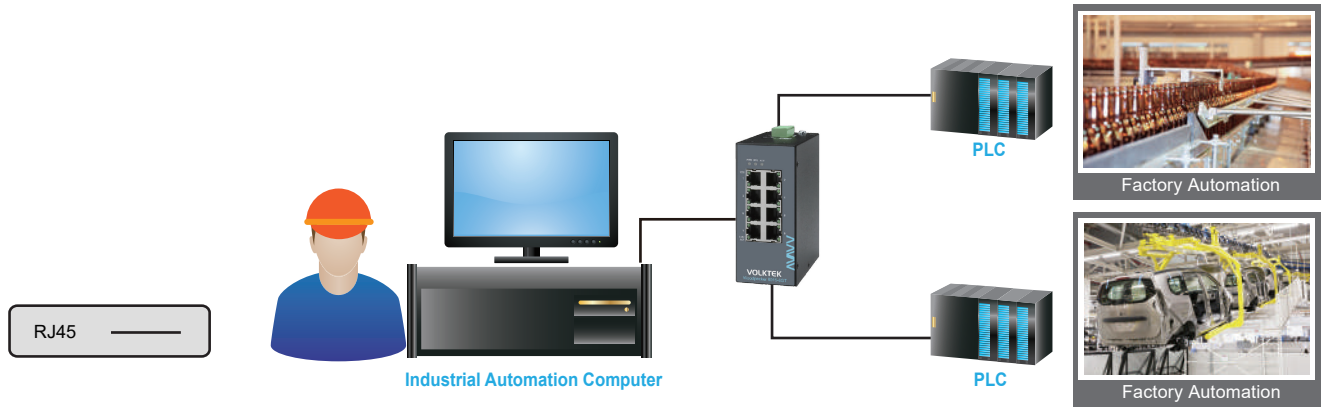 RJ45
Industrial Automation Computer
VOLKTEK
PLC
Factory Automation
PLC
Factory Automation